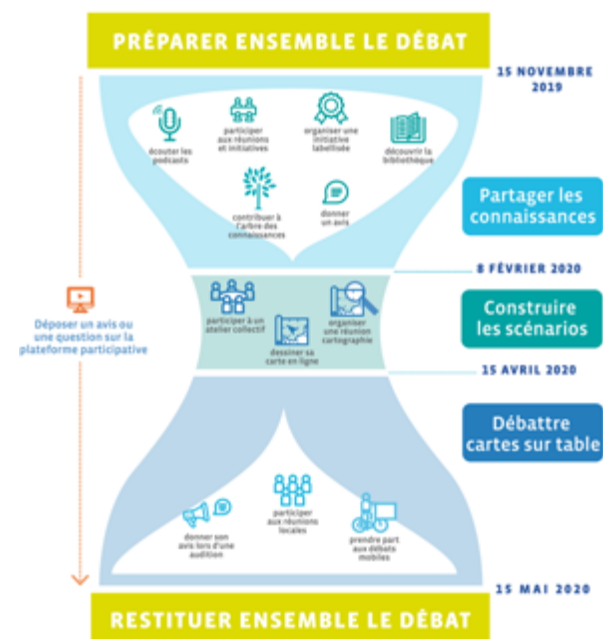 PRÉPARER ENSEMBLE LE DÉBAT
15 NOVEMBRE
2019
écouter les
podcasts
participer
aux réunions
et initiatives
organiser une
initiative
labellisée
découvrir la
bibliothèque
contribuer à
l'arbre des
connaissances
donner
un avis
Partager les
connaissances
8 FÉVRIER 2020
Déposer un avis ou
une question sur la
plateforme participative
participer à un
atelier collectif
dessiner sa
carte en ligne
organiser
une réunion
cartographie
Construire
les scénarios
15 AVRIL 2020
Débattre
cartes sur table
donner son
avis lors d'une
audition
participer
aux réunions
locales
prendre part
aux débats
mobiles
15 MAI 2020
RESTITUER ENSEMBLE LE DÉBAT